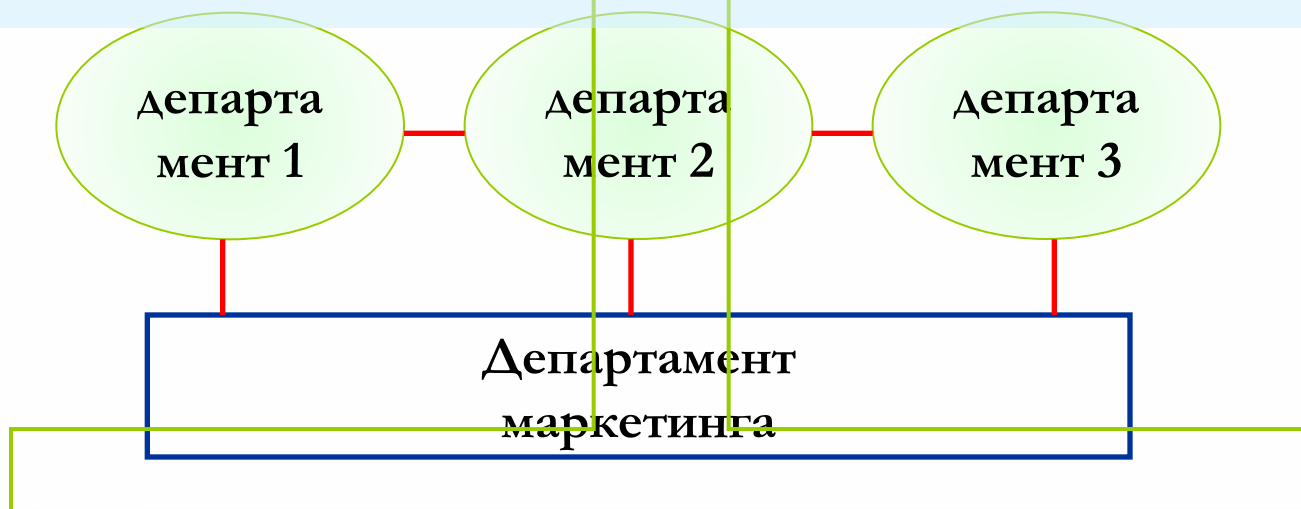 департа
мент 1
департа
мент 2
департа
мент 3
Департамент
маркетинга